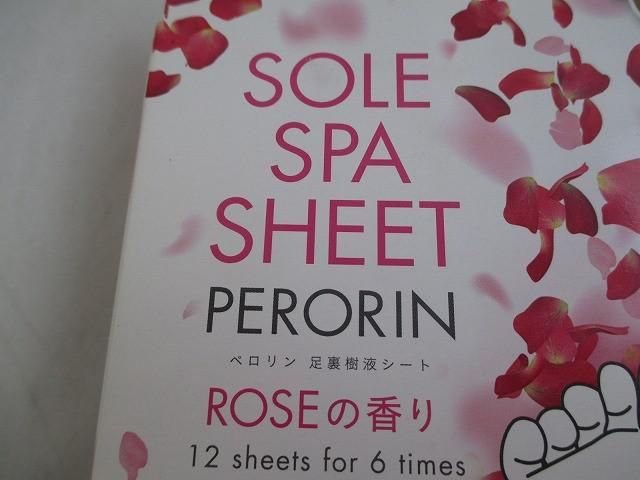 SOLE
SPA
SHEET
PERORIN
ペロリン 足裏樹液シート
ROSEの香り
12 sheets for 6 times